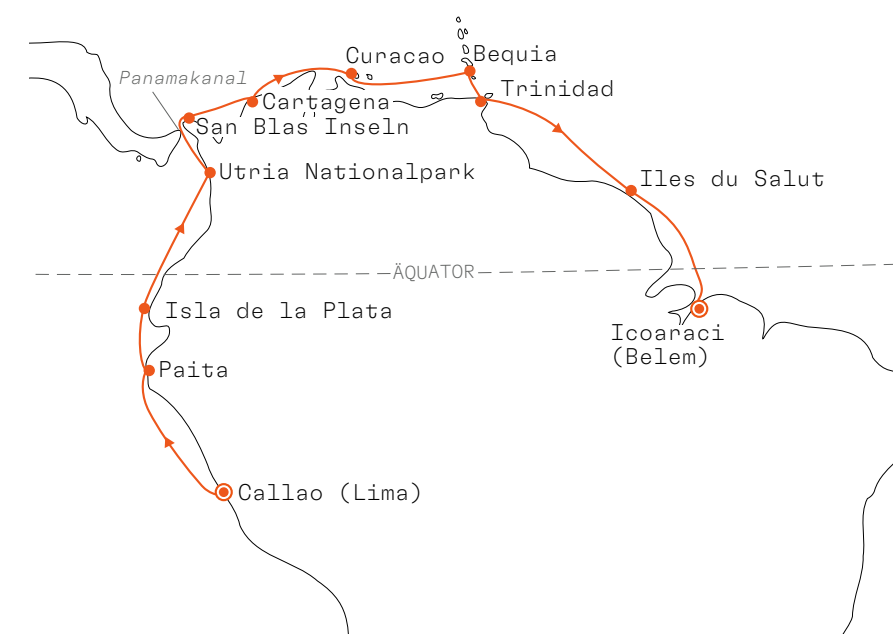 Curacao
Bequia
Panamakanal
Trinidad
Cartagena
San Blas Inseln
Utria Nationalpark
Iles du Salut
ÄQUATOR
Isla de la Plata
Icoaraci
(Belem)
Paita
Callao (Lima)